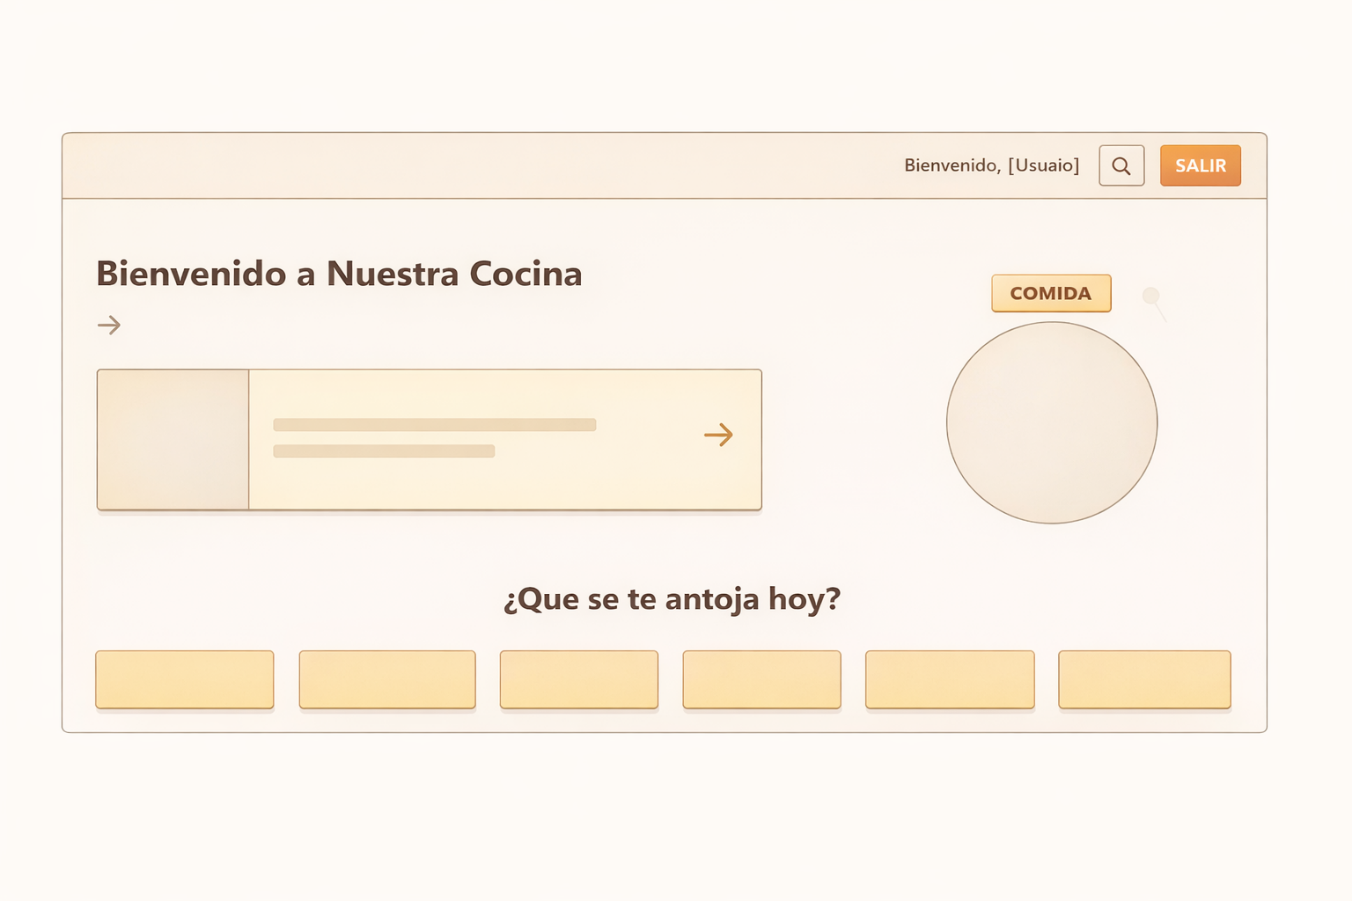 Bienvenido, [Usuaio]
SALIR
Bienvenido a Nuestra Cocina
COMIDA
¿Que se te antoja hoy?